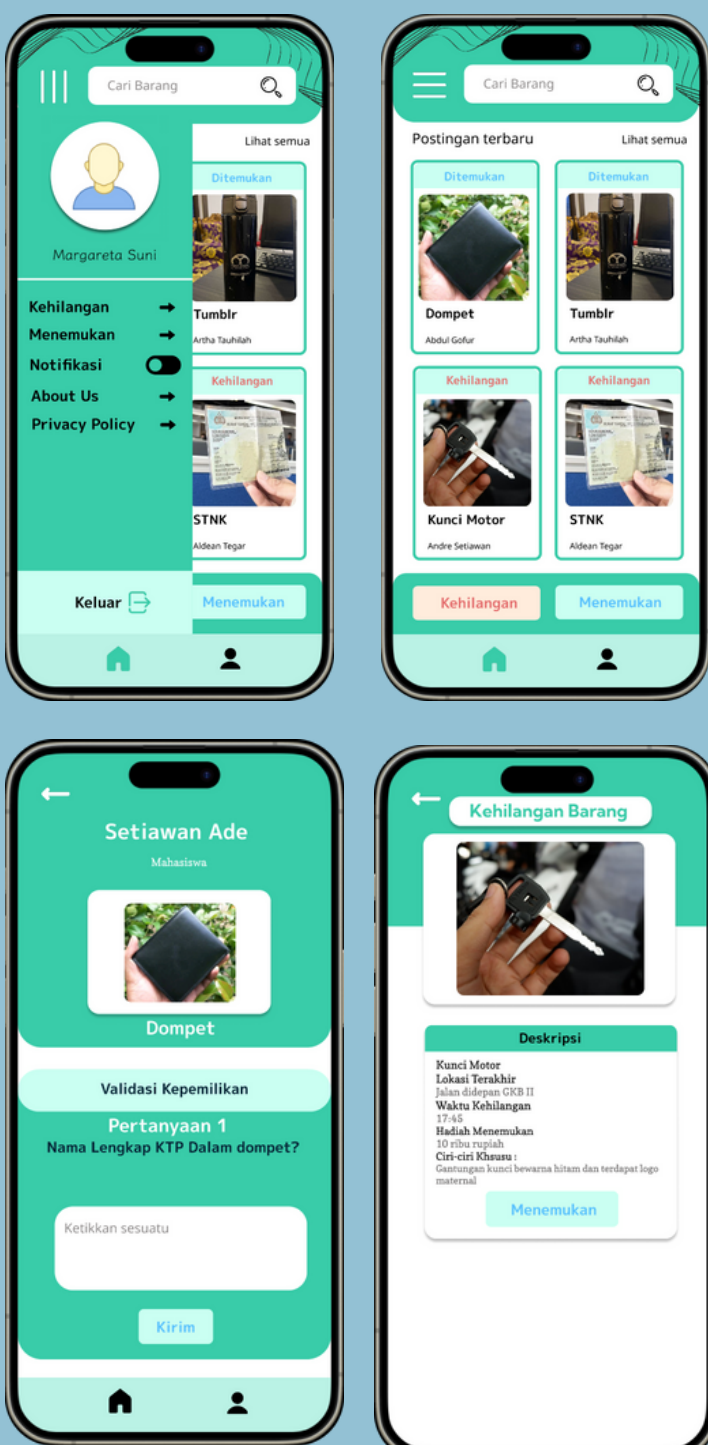 Cari Barang
Lihat semua
Margareta Suni
Kehilangan
Menemukan
Notifikasi
About Us
Privacy Policy
Keluar
Ditemukan
Tumblr
Artha Tauhilah
Kehilangan
STNK
Aldean Tegar
Menemukan
Cari Barang
Postingan terbaru
Lihat semua
Ditemukan
Dompet
Abdul Gofur
Ditemukan
Tumblr
Artha Tauhilah
Kehilangan
Kunci Motor
Andre Setiawan
Kehilangan
STNK
Aldean Tegar
Kehilangan
Menemukan
Setiawan Ade
Mahasiswa
Dompet
Validasi Kepemilikan
Pertanyaan 1
Nama Lengkap KTP Dalam dompet?
Ketikkan sesuatu
Kirim
Kehilangan Barang
Deskripsi
Kunci Motor
Lokasi Terakhir
Jalan didepan GKB II
Waktu Kehilangan
17:45
Hadiah Menemukan
10 ribu rupiah
Ciri-ciri Khsusu :
Gantungan kunci bewarna hitam dan terdapat logo
maternal
Menemukan